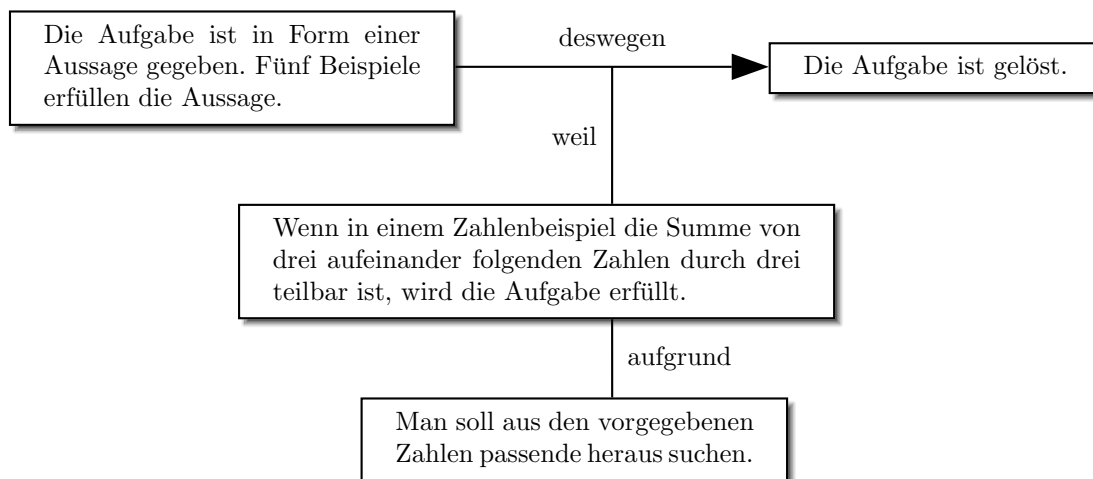 Die Aufgabe ist in Form einer
Aussage gegeben. Fünf Beispiele
erfüllen die Aussage.
deswegen
Die Aufgabe ist gelöst.
weil
Wenn in einem Zahlenbeispiel die Summe von
drei aufeinander folgenden Zahlen durch drei
teilbar ist, wird die Aufgabe erfüllt.
aufgrund
Man soll aus den vorgegebenen
Zahlen passende heraus suchen.